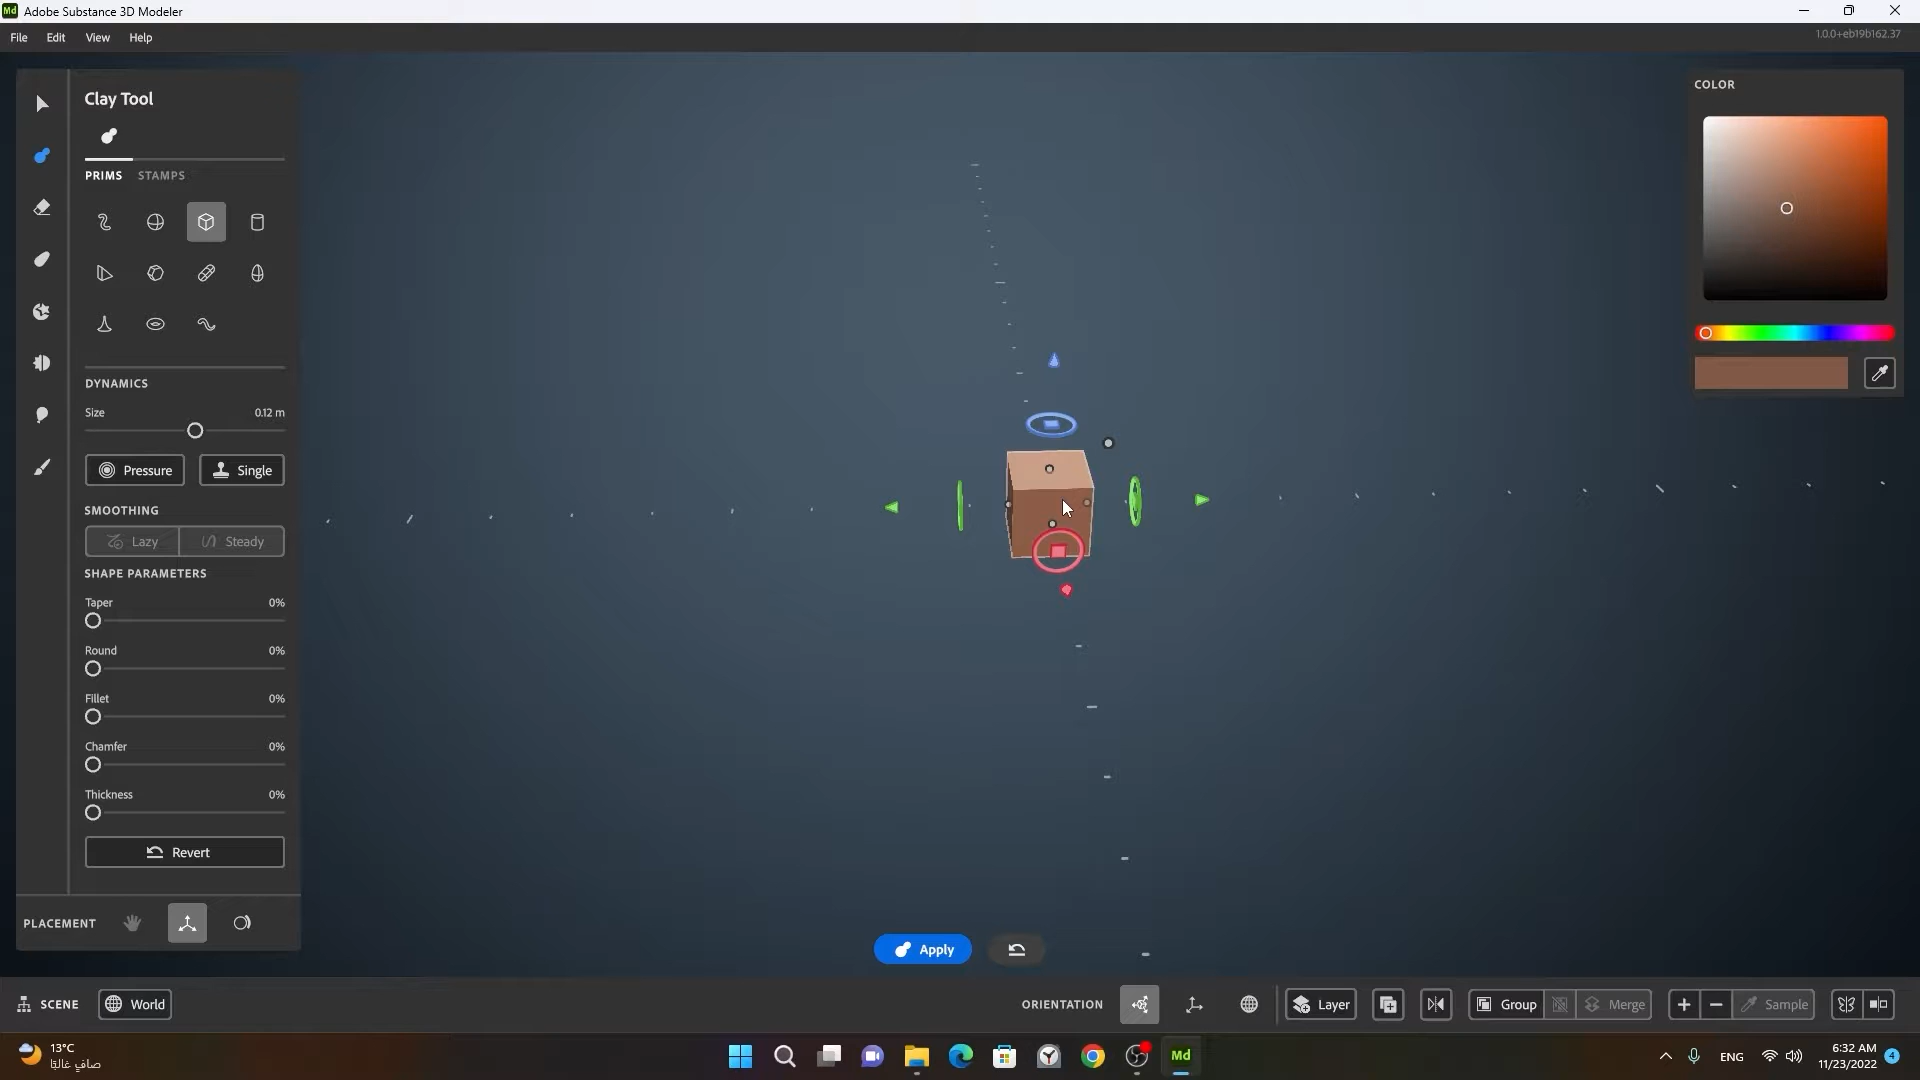 Md Adobe Substance 3D Modeler
File Edit View Help
1.0.0+eb19b162.37
Clay Tool
PRIMS STAMPS
DYNAMICS
Size 0.12 m
Pressure Single
SMOOTHING
Lazy Steady
SHAPE PARAMETERS
Taper 0%
Round 0%
Fillet 0%
Chamfer 0%
Thickness 0%
Revert
PLACEMENT
COLOR
Apply
SCENE World
ORIENTATION Layer Group Merge Sample
13°C
صافٍ غالبًا
Md
ENG
6:32 AM
11/23/2022
4